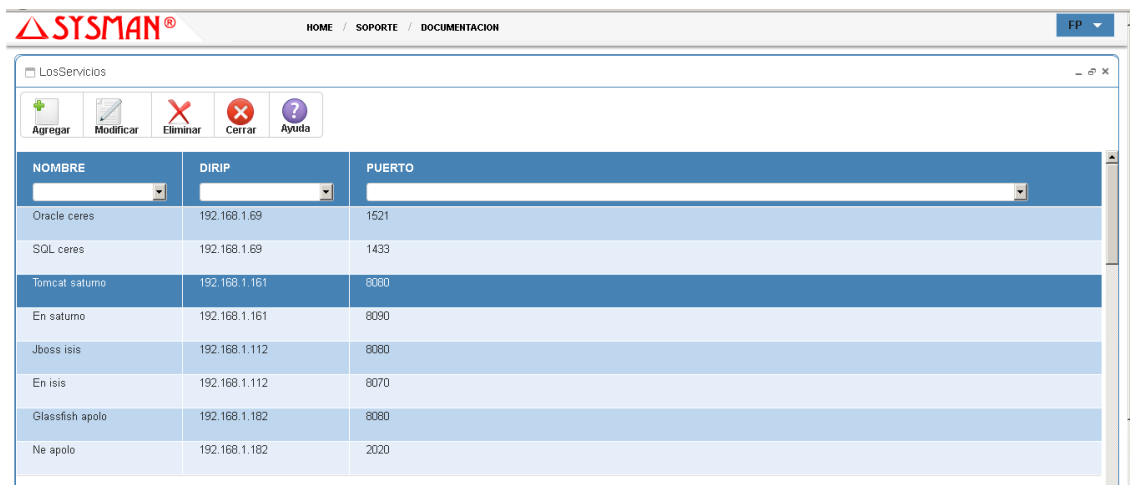 SYSMAN®
HOME / SOPORTE / DOCUMENTACION
FP
LosServicios
Agregar Modificar Eliminar Cerrar Ayuda
NOMBRE DIRIP PUERTO
Oracle ceres 192.168.1.69 1521
SQL ceres 192.168.1.69 1433
Tomcat saturno 192.168.1.161 8080
En saturno 192.168.1.161 8090
Jboss isis 192.168.1.112 8080
En isis 192.168.1.112 8070
Glassfish apolo 192.168.1.182 8080
Ne apolo 192.168.1.182 2020